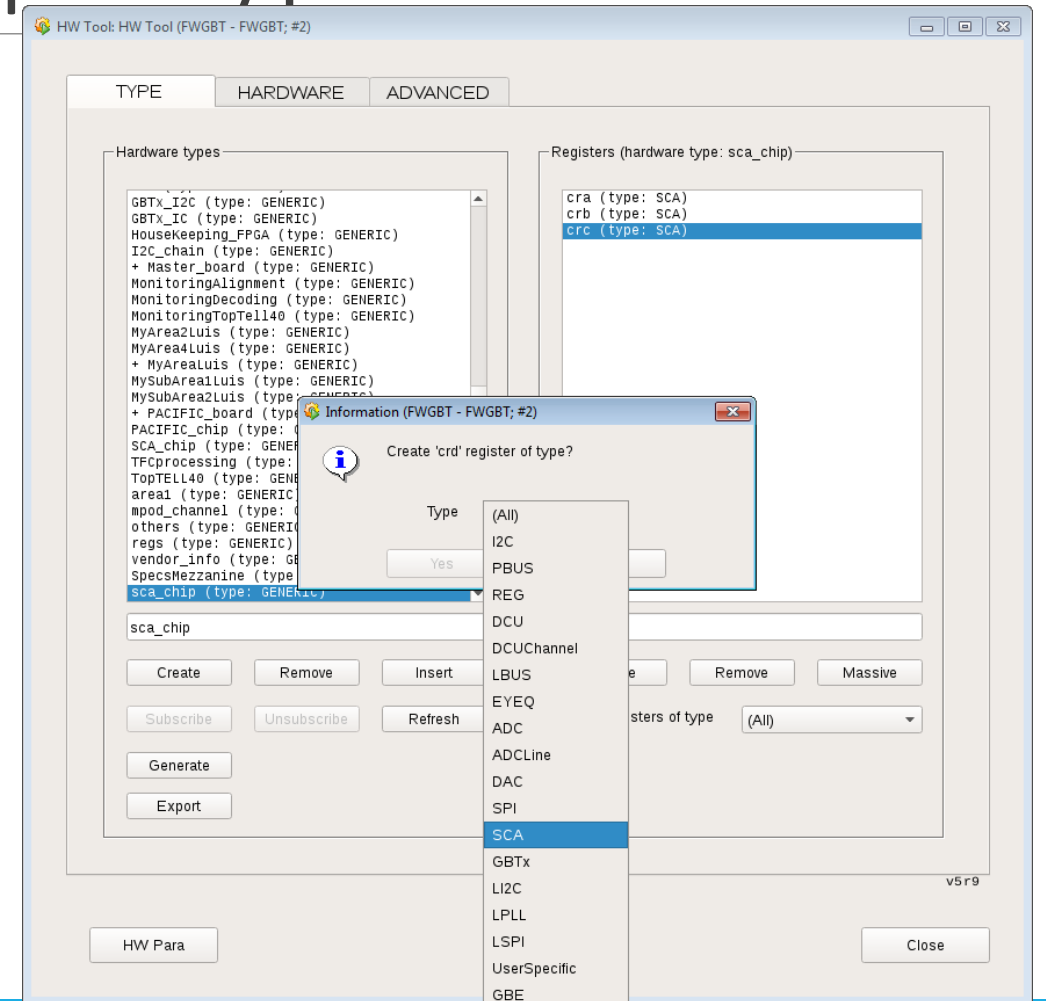 HW Tool: HW Tool (FWGBT - FWGBT; #2)
TYPE HARDWARE ADVANCED
Hardware types
GBTx_I2C (type: GENERIC)
GBTx_IC (type: GENERIC)
HouseKeeping_FPGA (type: GENERIC)
I2C_chain (type: GENERIC)
+ Master_board (type: GENERIC)
MonitoringAlignment (type: GENERIC)
MonitoringDecoding (type: GENERIC)
MonitoringTopTell40 (type: GENERIC)
MyArea2Luis (type: GENERIC)
MyArea4Luis (type: GENERIC)
+ MyAreaLuis (type: GENERIC)
MySubArea1Luis (type: GENERIC)
MySubArea2Luis (type: GENERIC)
+ PACIFIC_board (type
PACIFIC_chip (type:
SCA_chip (type: GENER
TFCprocessing (type:
TopTELL40 (type: GENE
area1 (type: GENERIC
mpod_channel (type:
others (type: GENERI
regs (type: GENERIC)
vendor_info (type: GE
SpecsMezzanine (type
sca_chip (type: GENERIC)
Registers (hardware type: sca_chip)
cra (type: SCA)
crb (type: SCA)
crc (type: SCA)
Information (FWGBT - FWGBT; #2)
Create 'crd' register of type?
Type
Yes
(All)
I2C
PBUS
REG
DCU
DCUChannel
LBUS
EYEQ
ADC
ADCLine
DAC
SPI
SCA
GBTx
LI2C
LPLL
LSPI
UserSpecific
GBE
sca_chip
Create Remove Insert e Remove Massive
Subscribe Unsubscribe Refresh sters of type (All)
Generate
Export
v5r9
HW Para Close